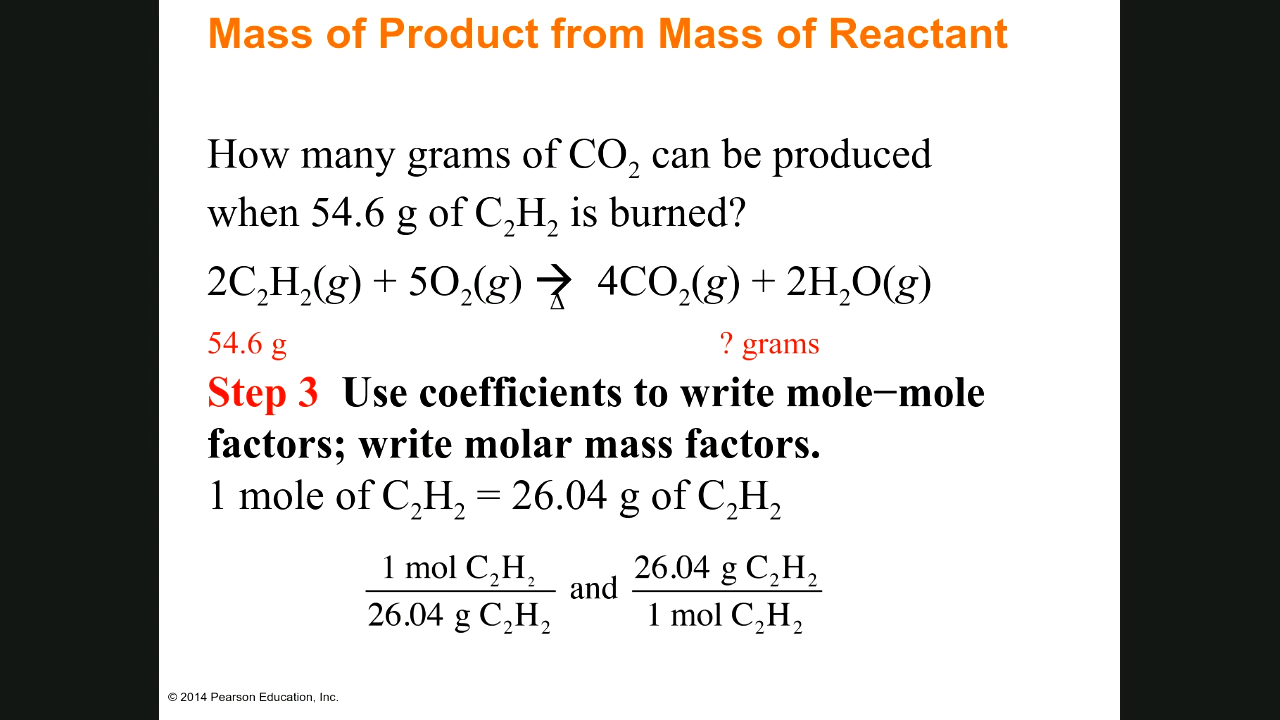 Mass of Product from Mass of Reactant
How many grams of CO₂ can be produced
when 54.6 g of C₂H₂ is burned?
2C₂H₂(g) + 5O₂(g) → 4CO₂(g) + 2H₂O(g)
Δ
54.6 g ? grams
Step 3 Use coefficients to write mole−mole
factors; write molar mass factors.
1 mole of C₂H₂ = 26.04 g of C₂H₂
1 mol C₂H₂ and 26.04 g C₂H₂
26.04 g C₂H₂ 1 mol C₂H₂
© 2014 Pearson Education, Inc.